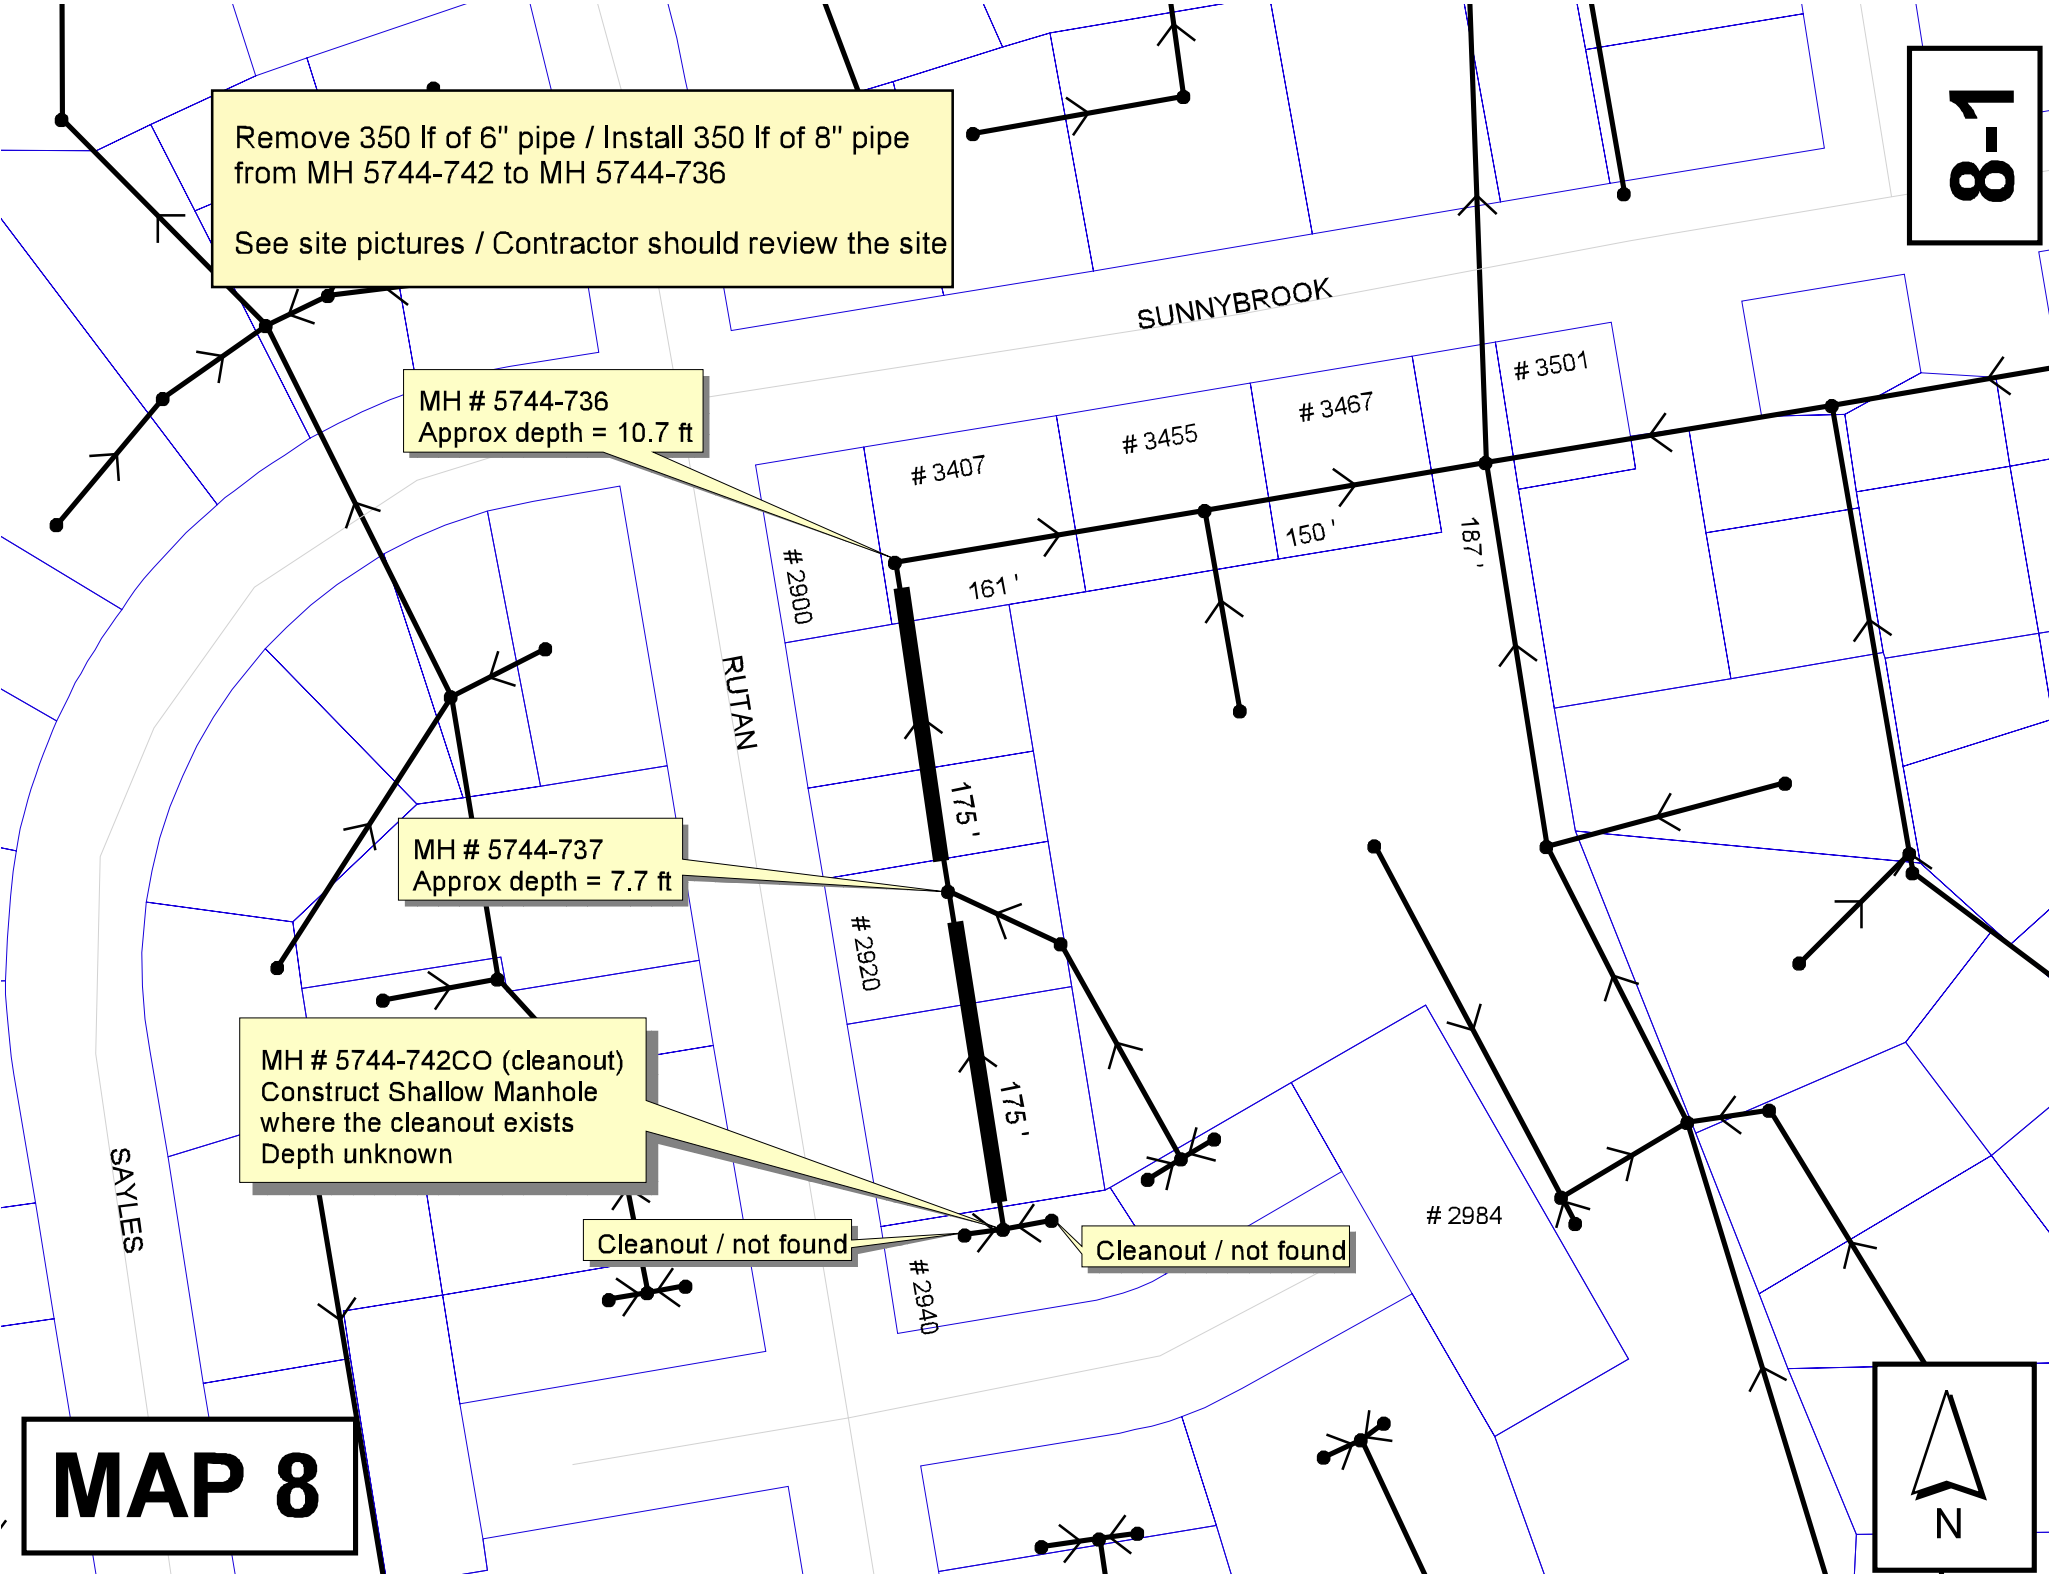 Remove 350 lf of 6" pipe / Install 350 lf of 8" pipe
from MH 5744-742 to MH 5744-736
See site pictures / Contractor should review the site
8-1
SUNNYBROOK
MH # 5744-736
Approx depth = 10.7 ft
# 3407
# 3455
# 3467
# 3501
# 2900
161 '
150 '
187 '
RUTAN
175 '
MH # 5744-737
Approx depth = 7.7 ft
# 2920
MH # 5744-742CO (cleanout)
Construct Shallow Manhole
where the cleanout exists
Depth unknown
175 '
SAYLES
Cleanout / not found
Cleanout / not found
# 2940
# 2984
MAP 8
N